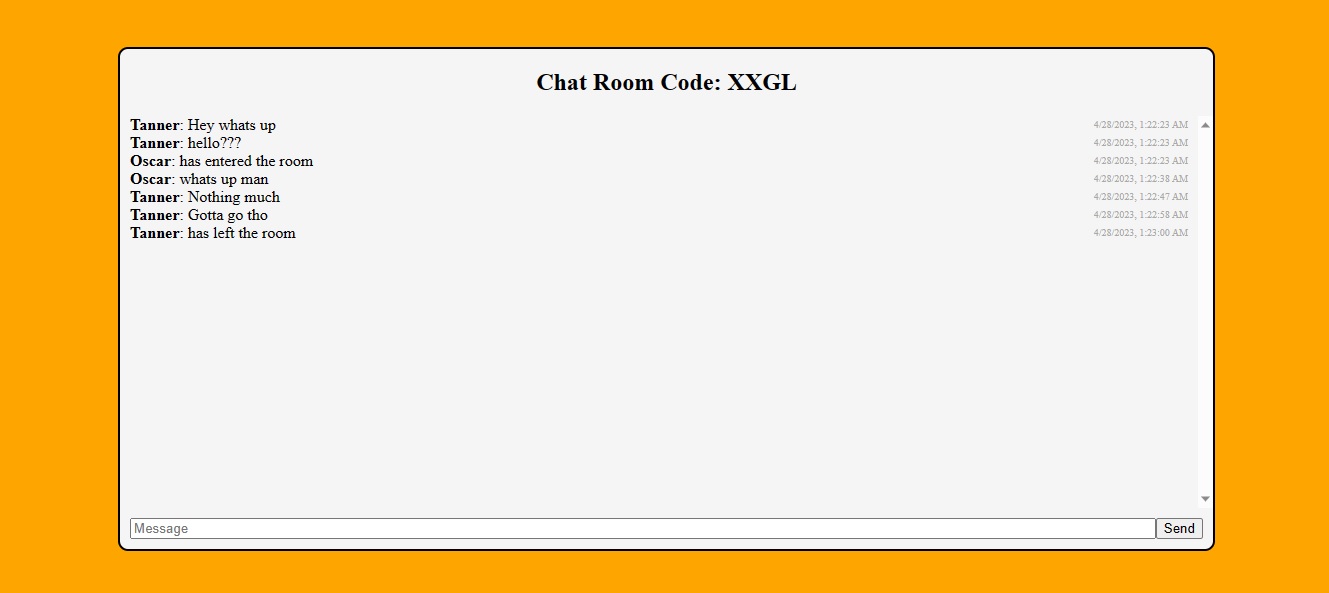 Chat Room Code: XXGL
Tanner: Hey whats up 4/28/2023, 1:22:23 AM
Tanner: hello??? 4/28/2023, 1:22:23 AM
Oscar: has entered the room 4/28/2023, 1:22:23 AM
Oscar: whats up man 4/28/2023, 1:22:38 AM
Tanner: Nothing much 4/28/2023, 1:22:47 AM
Tanner: Gotta go tho 4/28/2023, 1:22:58 AM
Tanner: has left the room 4/28/2023, 1:23:00 AM
Message Send